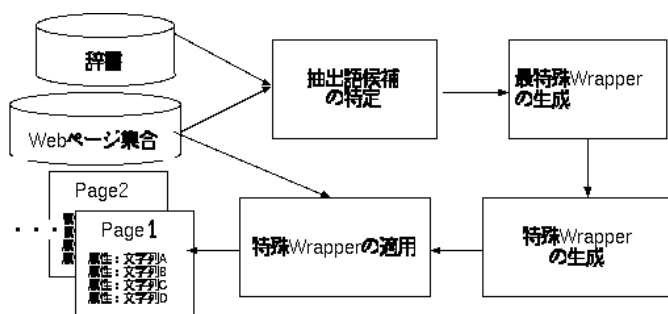 辞書
抽出語候補
の特定
最特殊Wrapper
の生成
Webページ集合
Page2
・・・
Page1
特殊Wrapperの適用
特殊Wrapper
の生成
属性：文字列A
属性：文字列B
属性：文字列C
属性：文字列D